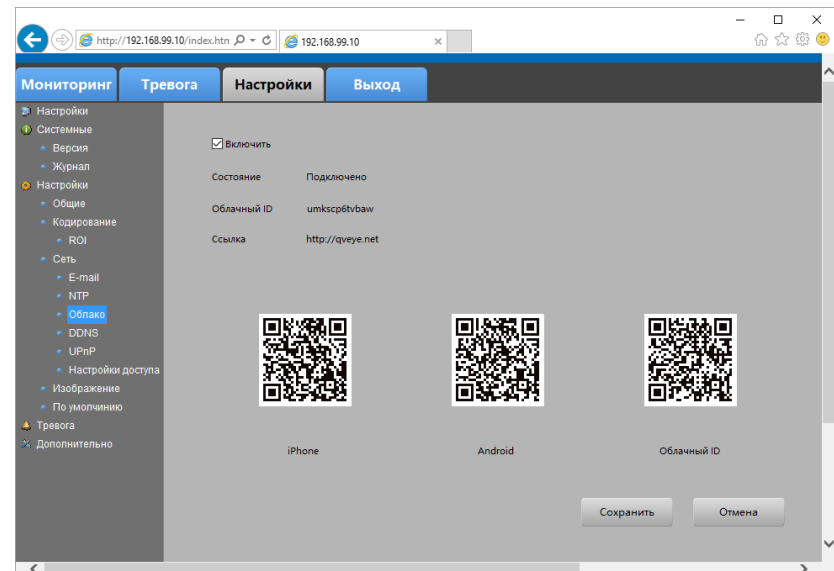 http://192.168.99.10/index.htn
192.168.99.10
Мониторинг
Тревога
Настройки
Выход
Настройки
Системные
Версия
Журнал
Настройки
Общие
Кодирование
ROI
Сеть
E-mail
NTP
Облако
DDNS
UPnP
Настройки доступа
Изображение
По умолчанию
Тревога
Дополнительно
Включить
Состояние Подключено
Облачный ID umkscp6tvbaw
Ссылка http://qveye.net
iPhone
Android
Облачный ID
Сохранить
Отмена